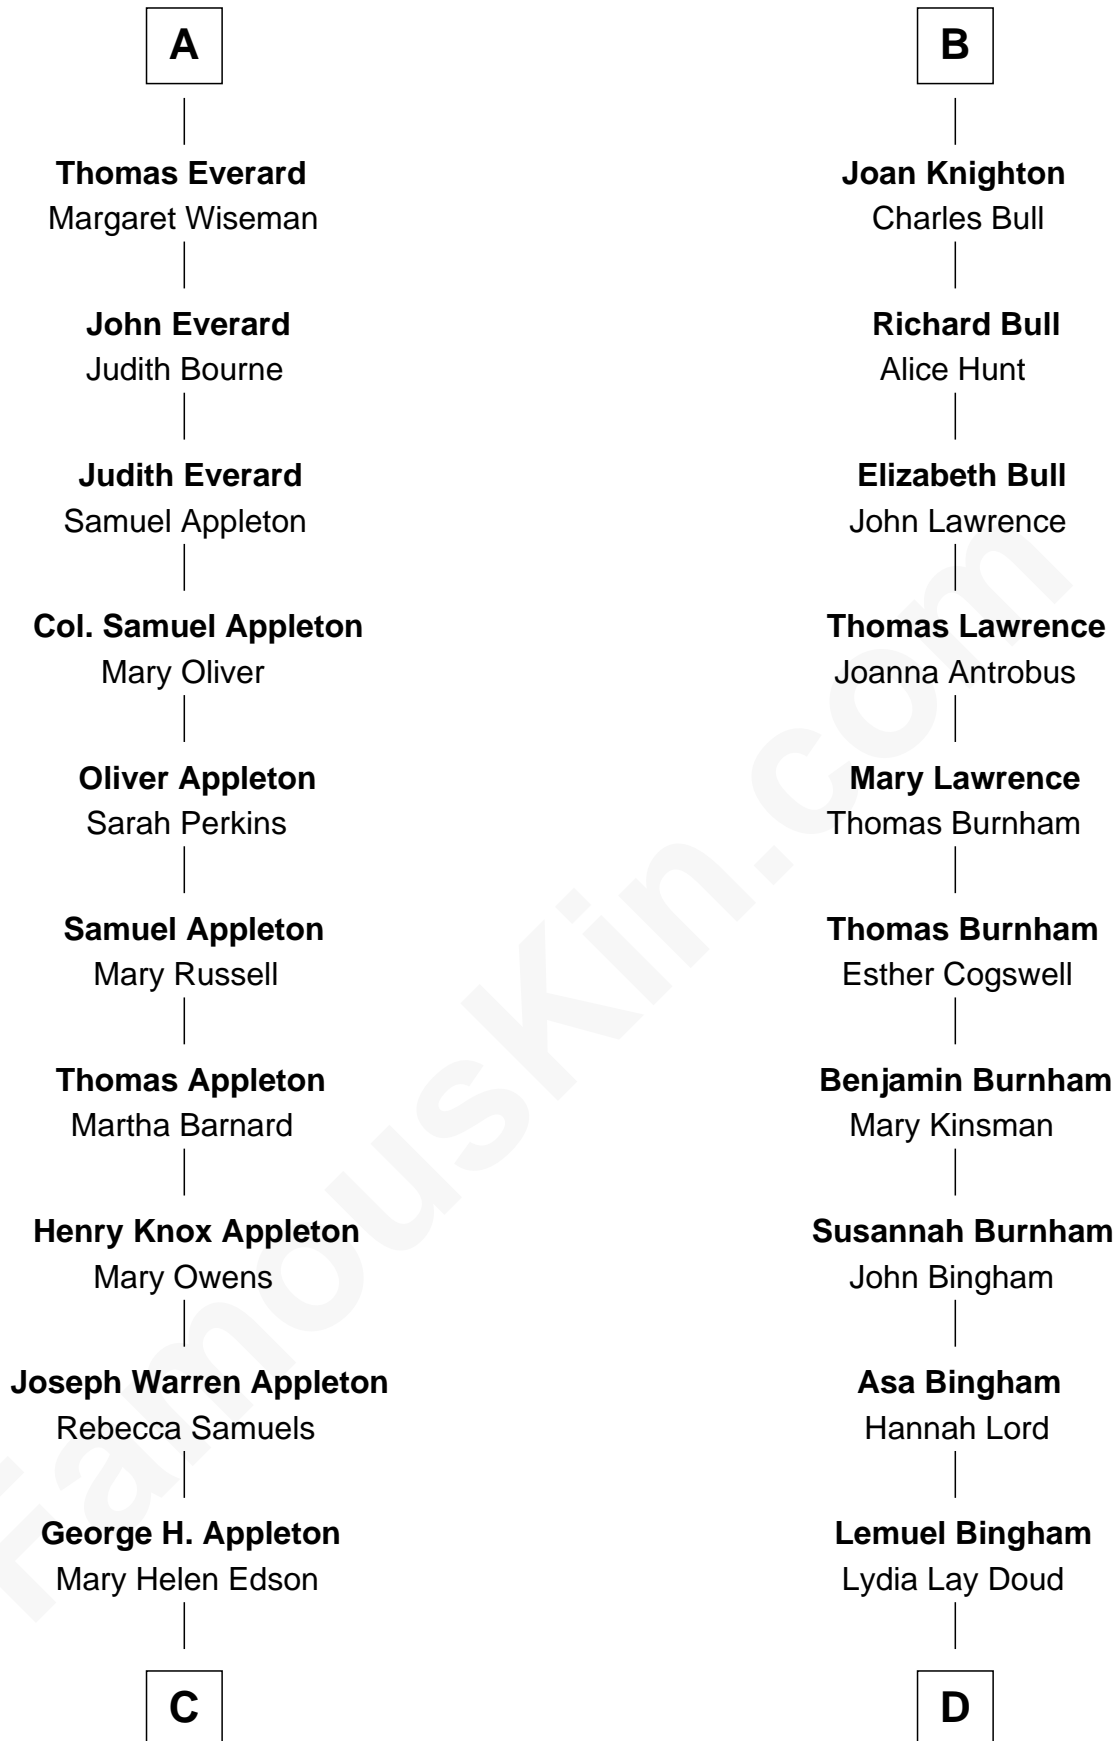 A
Thomas Everard
Margaret Wiseman
John Everard
Judith Bourne
Judith Everard
Samuel Appleton
Col. Samuel Appleton
Mary Oliver
Oliver Appleton
Sarah Perkins
Samuel Appleton
Mary Russell
Thomas Appleton
Martha Barnard
Henry Knox Appleton
Mary Owens
Joseph Warren Appleton
Rebecca Samuels
George H. Appleton
Mary Helen Edson
C
B
Joan Knighton
Charles Bull
Richard Bull
Alice Hunt
Elizabeth Bull
John Lawrence
Thomas Lawrence
Joanna Antrobus
Mary Lawrence
Thomas Burnham
Thomas Burnham
Esther Cogswell
Benjamin Burnham
Mary Kinsman
Susannah Burnham
John Bingham
Asa Bingham
Hannah Lord
Lemuel Bingham
Lydia Lay Doud
D
FamousKin.com